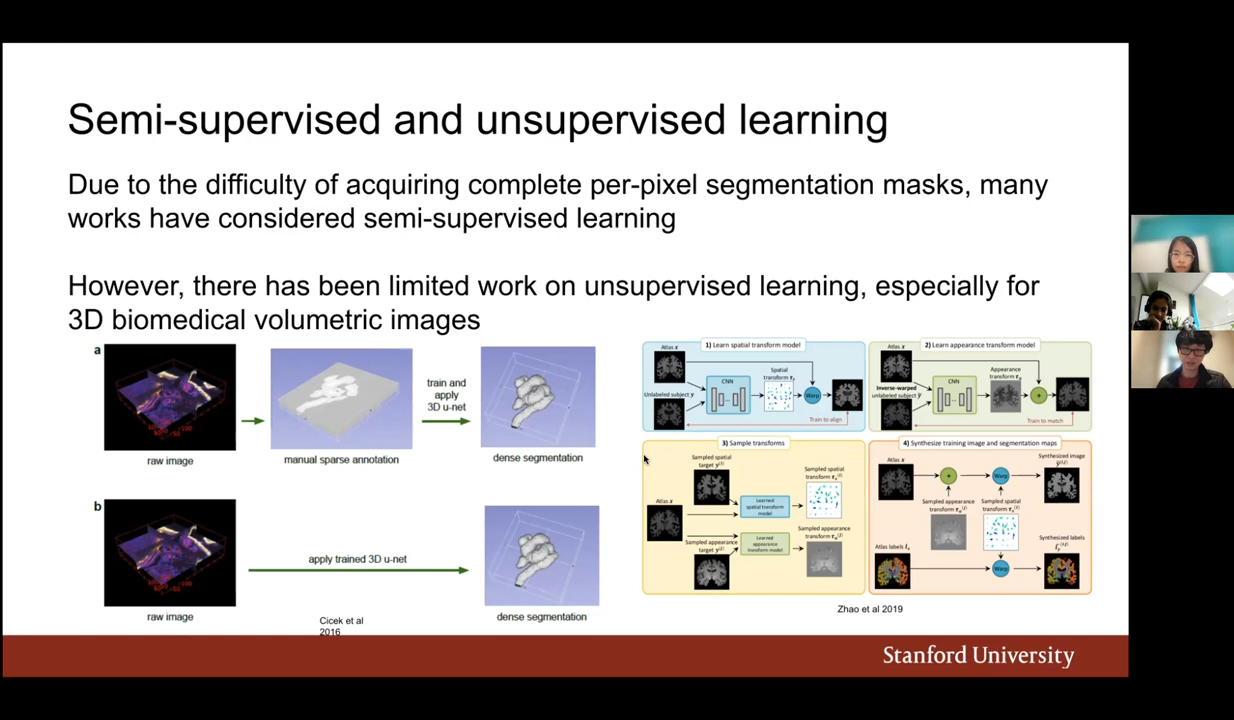 Semi-supervised and unsupervised learning
Due to the difficulty of acquiring complete per-pixel segmentation masks, many
works have considered semi-supervised learning
However, there has been limited work on unsupervised learning, especially for
3D biomedical volumetric images
a
raw image
manual sparse annotation
train and
apply
3D u-net
dense segmentation
b
raw image
apply trained 3D u-net
dense segmentation
Cicek et al
2016
1) Learn spatial transform model
Atlas x
Unlabeled subject y
CNN
Spatial
transform
Warp
Train to align
2) Learn appearance transform model
Atlas x
Inverse-warped
unlabeled subject
CNN
Appearance
transform
+
Train to match
3) Sample transforms
Sampled spatial
target
Atlas x
Learned
spatial transform
model
Sampled spatial
transform
Sampled appearance
target
Learned
appearance
transform model
Sampled appearance
transform
4) Synthesize training image and segmentation maps
Atlas x
+
Warp
Synthesized image
Sampled appearance
transform
Sampled spatial
transform
Atlas labels
Warp
Synthesized labels
Zhao et al 2019
Stanford University